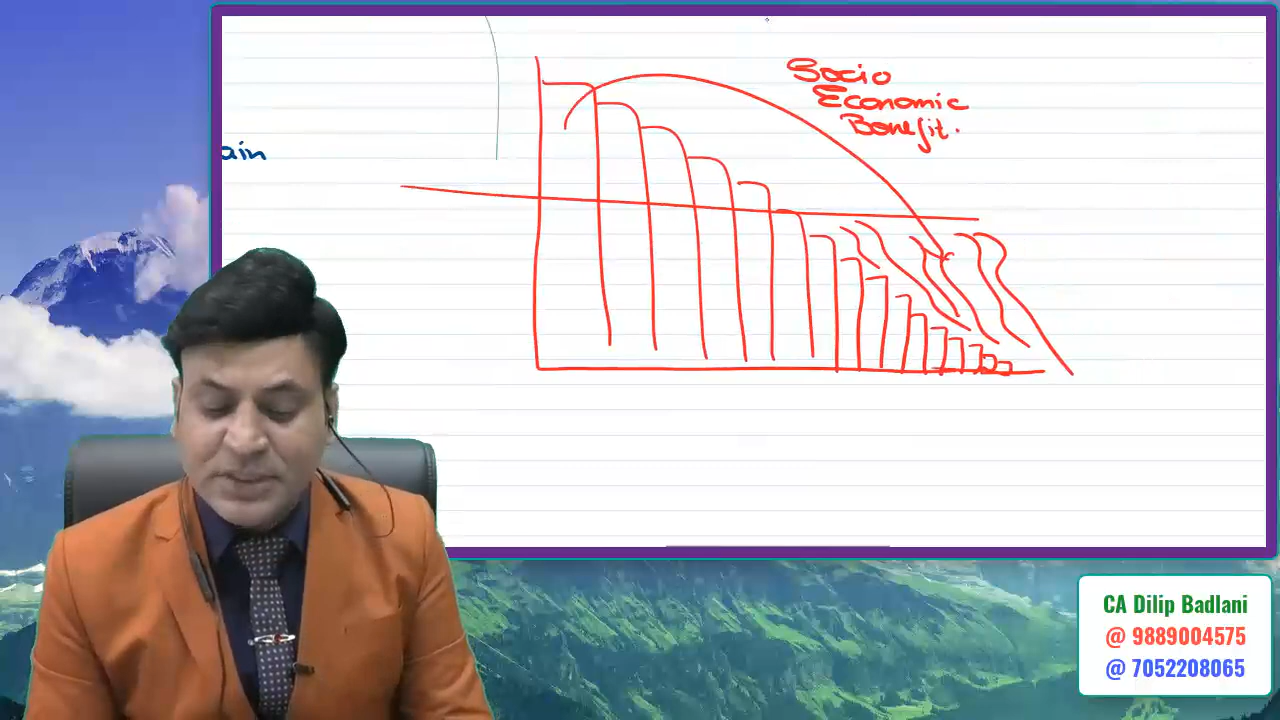 ain
Socio
Economic
Benefit.
CA Dilip Badlani
@ 9889004575
@ 7052208065